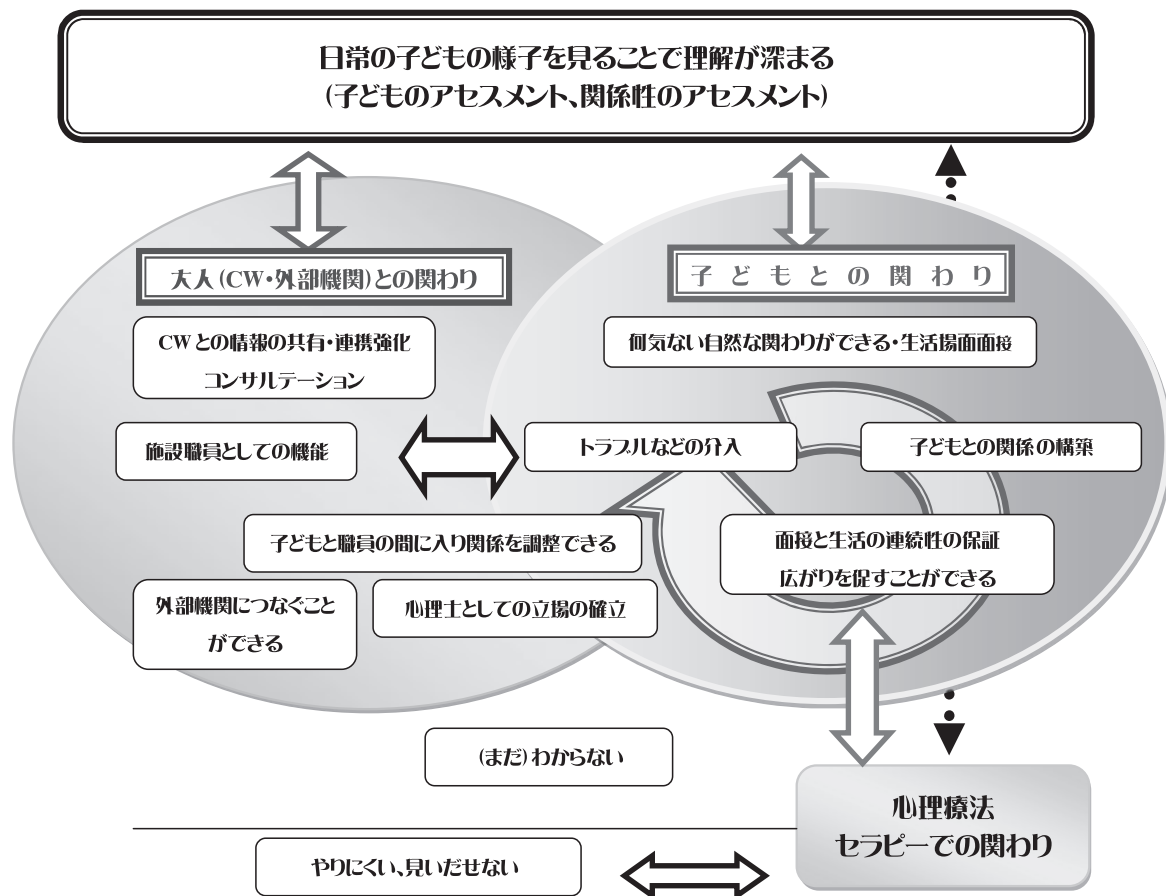 日常の子どもの様子を見ることで理解が深まる
(子どものアセスメント、関係性のアセスメント)
大人(CW・外部機関)との関わり
子どもとの関わり
CWとの情報の共有・連携強化
コンサルテーション
何気ない自然な関わりができる・生活場面面接
施設職員としての機能
トラブルなどの介入
子どもとの関係の構築
子どもと職員の間に入り関係を調整できる
面接と生活の連続性の保証
広がりを促すことができる
外部機関につなぐこと
ができる
心理士としての立場の確立
(まだ)わからない
心理療法
セラピーでの関わり
やりにくい、見いだせない